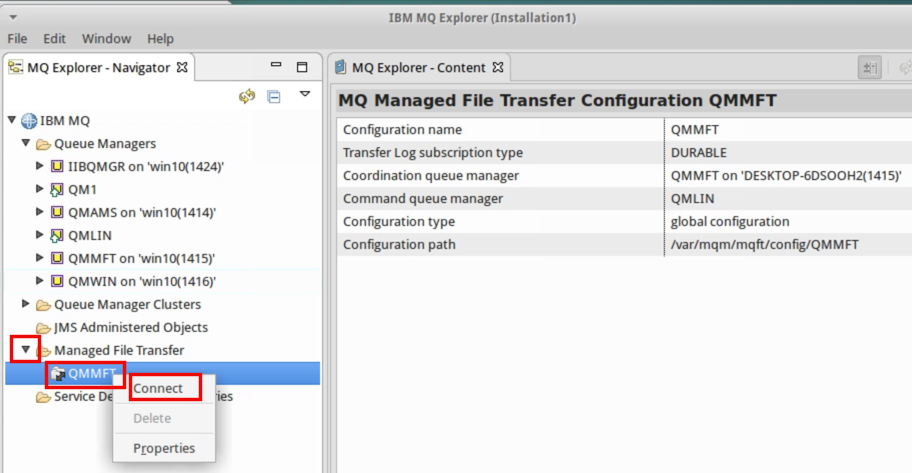 IBM MQ Explorer (Installation1)
File Edit Window Help
MQ Explorer - Navigator
IBM MQ
Queue Managers
IIBQMGR on 'win10(1424)'
QM1
QMAMS on 'win10(1414)'
QMLIN
QMMFT on 'win10(1415)'
QMWIN on 'win10(1416)'
Queue Manager Clusters
JMS Administered Objects
Managed File Transfer
QMMFT
Service De ries
Connect
Delete
Properties
MQ Explorer - Content
MQ Managed File Transfer Configuration QMMFT
Configuration name QMMFT
Transfer Log subscription type DURABLE
Coordination queue manager QMMFT on 'DESKTOP-6DSOOH2(1415)'
Command queue manager QMLIN
Configuration type global configuration
Configuration path /var/mqm/mqft/config/QMMFT